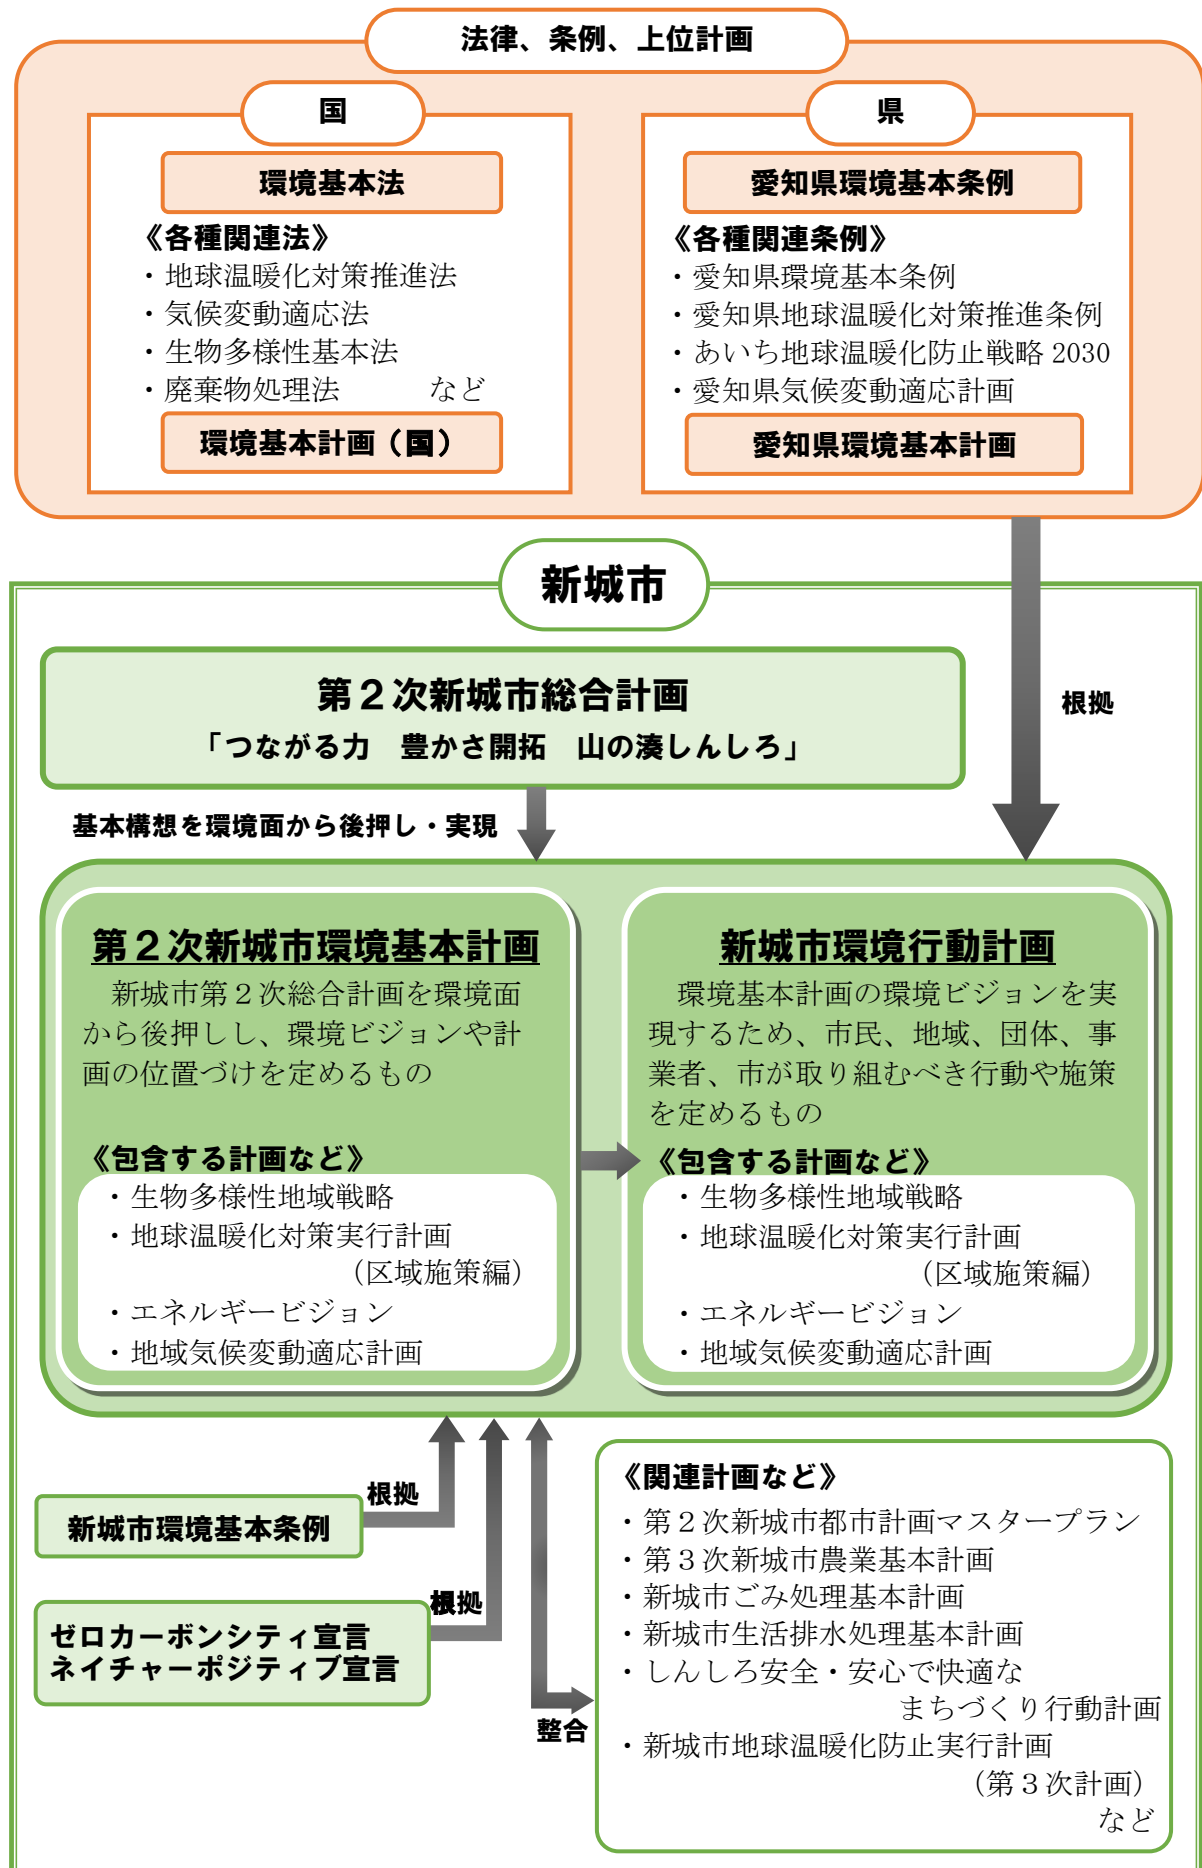 法律、条例、上位計画
国
環境基本法
《各種関連法》
・地球温暖化対策推進法
・気候変動適応法
・生物多様性基本法
・廃棄物処理法　　　など
環境基本計画（国）
県
愛知県環境基本条例
《各種関連条例》
・愛知県環境基本条例
・愛知県地球温暖化対策推進条例
・あいち地球温暖化防止戦略 2030
・愛知県気候変動適応計画
愛知県環境基本計画
新城市
第２次新城市総合計画
「つながる力　豊かさ開拓　山の湊しんしろ」
根拠
基本構想を環境面から後押し・実現
第２次新城市環境基本計画
新城市第２次総合計画を環境面
から後押しし、環境ビジョンや計
画の位置づけを定めるもの
《包含する計画など》
・生物多様性地域戦略
・地球温暖化対策実行計画
（区域施策編）
・エネルギービジョン
・地域気候変動適応計画
新城市環境行動計画
環境基本計画の環境ビジョンを実
現するため、市民、地域、団体、事
業者、市が取り組むべき行動や施策
を定めるもの
《包含する計画など》
・生物多様性地域戦略
・地球温暖化対策実行計画
（区域施策編）
・エネルギービジョン
・地域気候変動適応計画
根拠
新城市環境基本条例
根拠
ゼロカーボンシティ宣言
ネイチャーポジティブ宣言
整合
《関連計画など》
・第２次新城市都市計画マスタープラン
・第３次新城市農業基本計画
・新城市ごみ処理基本計画
・新城市生活排水処理基本計画
・しんしろ安全・安心で快適な
まちづくり行動計画
・新城市地球温暖化防止実行計画
（第３次計画）
など